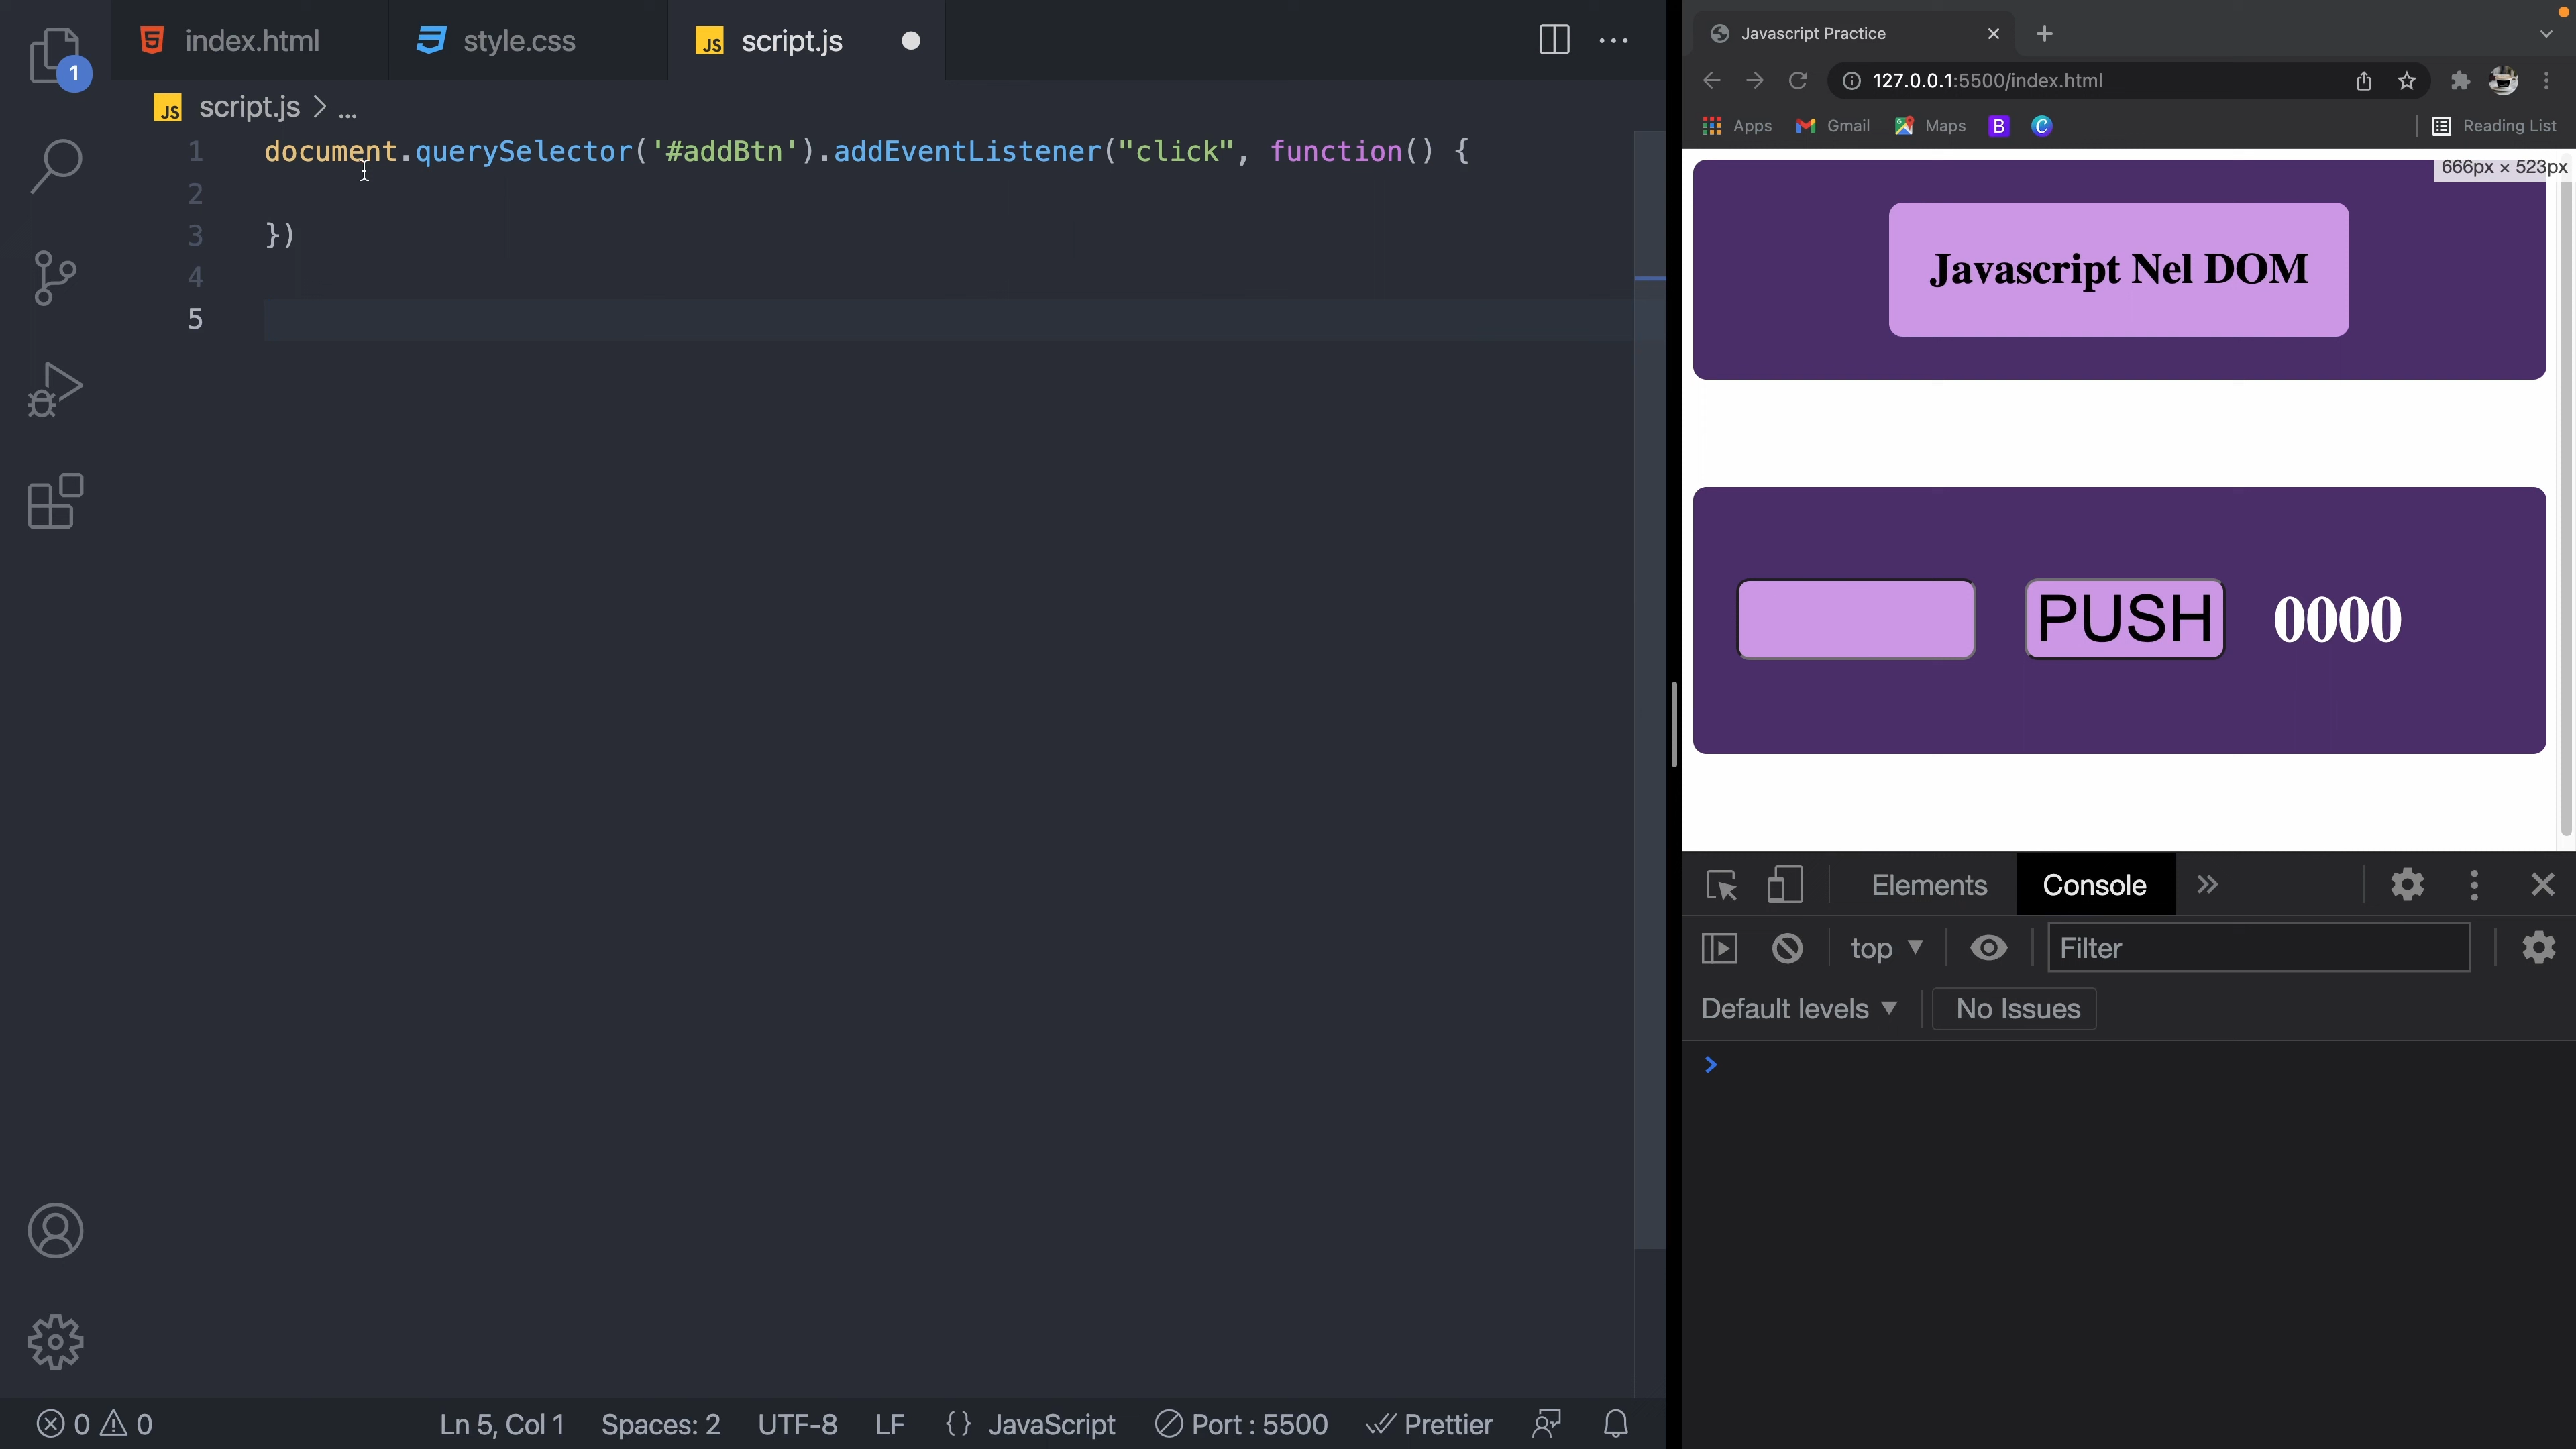 1
index.html
style.css
JS script.js
JS script.js > ...
1 document.querySelector('#addBtn').addEventListener("click", function() {
2
3 })
4
5
0 0
Ln 5, Col 1
Spaces: 2
UTF-8
LF
{} JavaScript
Port : 5500
Prettier
Javascript Practice
127.0.0.1:5500/index.html
Apps
Gmail
Maps
B
C
Reading List
666px × 523px
Javascript Nel DOM
PUSH
0000
Elements
Console
top
Filter
Default levels
No Issues